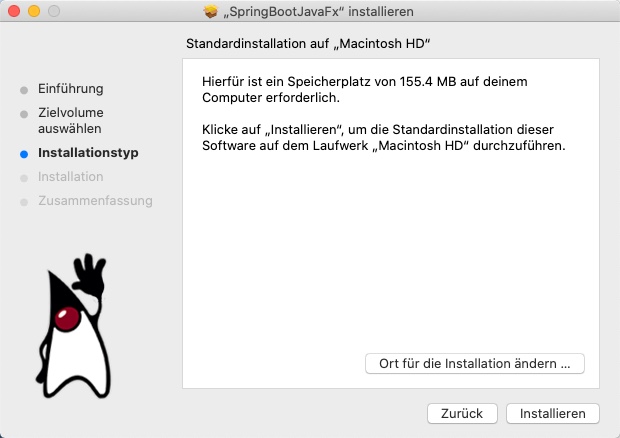 „SpringBootJavaFx“ installieren
Standardinstallation auf „Macintosh HD“
Einführung
Zielvolume
auswählen
Installationstyp
Installation
Zusammenfassung
Hierfür ist ein Speicherplatz von 155.4 MB auf deinem
Computer erforderlich.
Klicke auf „Installieren“, um die Standardinstallation dieser
Software auf dem Laufwerk „Macintosh HD“ durchzuführen.
Ort für die Installation ändern ...
Zurück
Installieren